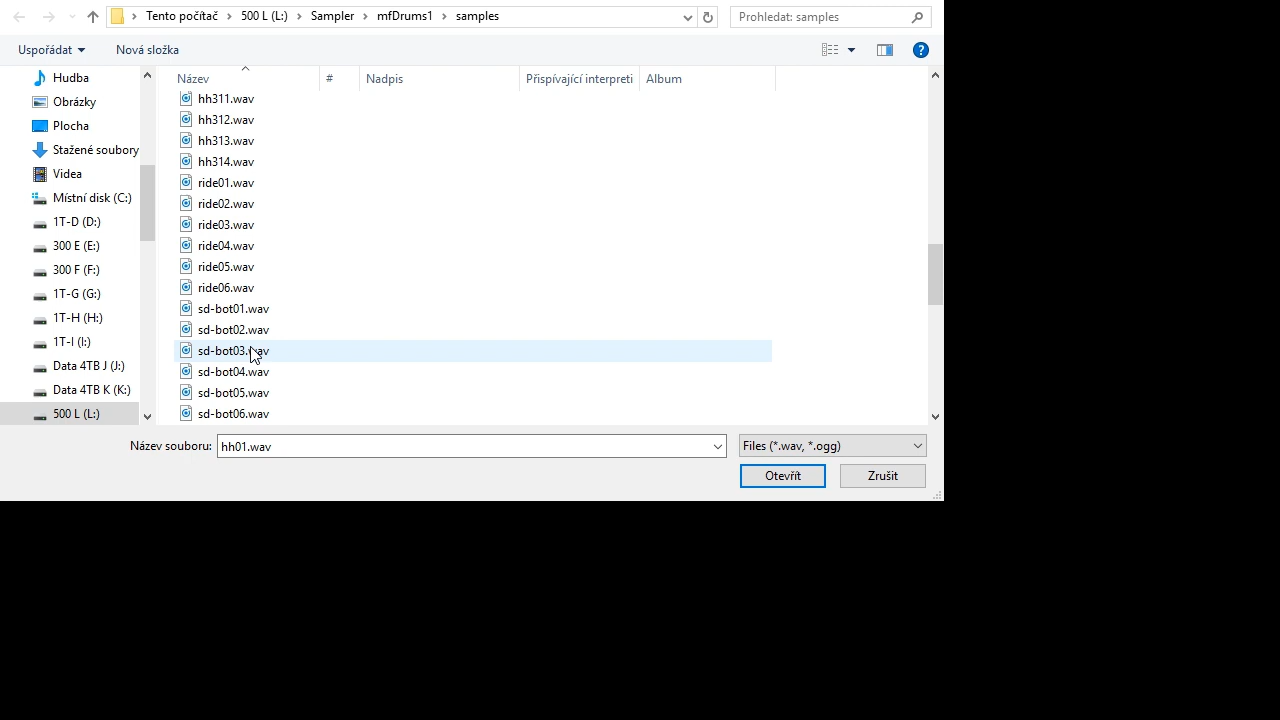 Tento počítač > 500 L (L:) > Sampler > mfDrums1 > samples
Prohledat: samples
Uspořádat
Nová složka
Hudba
Obrázky
Plocha
Stažené soubory
Videa
Místní disk (C:)
1T-D (D:)
300 E (E:)
300 F (F:)
1T-G (G:)
1T-H (H:)
1T-I (I:)
Data 4TB J (J:)
Data 4TB K (K:)
500 L (L:)
Název # Nadpis Přispívající interpreti Album
hh311.wav
hh312.wav
hh313.wav
hh314.wav
ride01.wav
ride02.wav
ride03.wav
ride04.wav
ride05.wav
ride06.wav
sd-bot01.wav
sd-bot02.wav
sd-bot03.wav
sd-bot04.wav
sd-bot05.wav
sd-bot06.wav
Název souboru: hh01.wav
Files (*.wav, *.ogg)
Otevřít
Zrušit